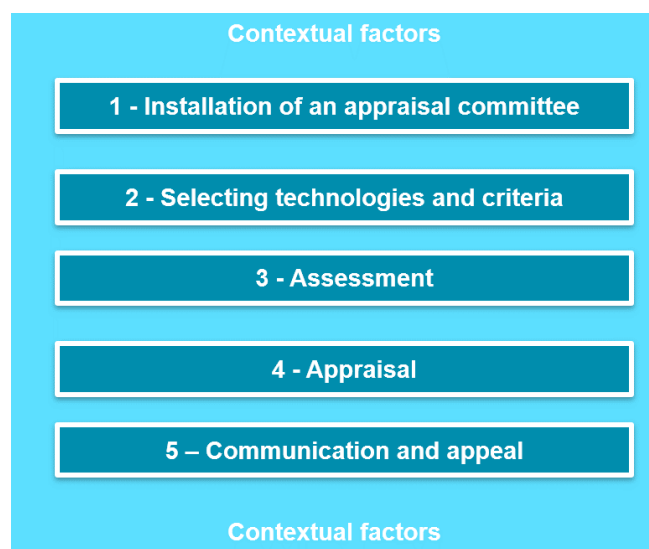 Contextual factors
1 - Installation of an appraisal committee
2 - Selecting technologies and criteria
3 - Assessment
4 - Appraisal
5 – Communication and appeal
Contextual factors